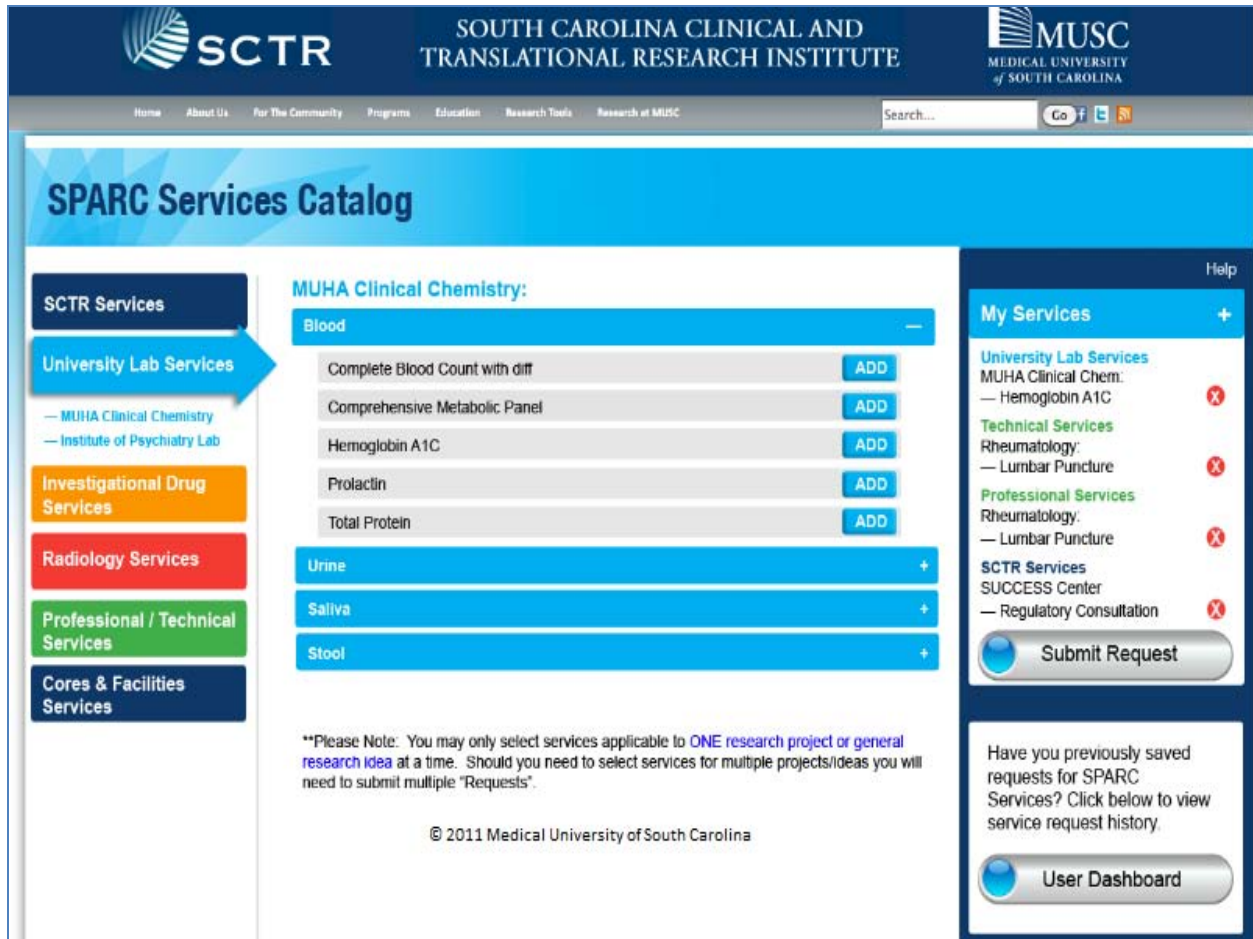 SCTR
SOUTH CAROLINA CLINICAL AND
TRANSLATIONAL RESEARCH INSTITUTE
MUSC
MEDICAL UNIVERSITY
of SOUTH CAROLINA
Home About Us For The Community Programs Education Research Tools Research at MUSC
Search...
Go
SPARC Services Catalog
SCTR Services
University Lab Services
— MUHA Clinical Chemistry
— Institute of Psychiatry Lab
Investigational Drug
Services
Radiology Services
Professional / Technical
Services
Cores & Facilities
Services
MUHA Clinical Chemistry:
Blood —
Complete Blood Count with diff ADD
Comprehensive Metabolic Panel ADD
Hemoglobin A1C ADD
Prolactin ADD
Total Protein ADD
Urine +
Saliva +
Stool +
**Please Note: You may only select services applicable to ONE research project or general
research idea at a time. Should you need to select services for multiple projects/ideas you will
need to submit multiple "Requests".
© 2011 Medical University of South Carolina
Help
My Services +
University Lab Services
MUHA Clinical Chem:
— Hemoglobin A1C X
Technical Services
Rheumatology:
— Lumbar Puncture X
Professional Services
Rheumatology:
— Lumbar Puncture X
SCTR Services
SUCCESS Center
— Regulatory Consultation X
Submit Request
Have you previously saved
requests for SPARC
Services? Click below to view
service request history.
User Dashboard